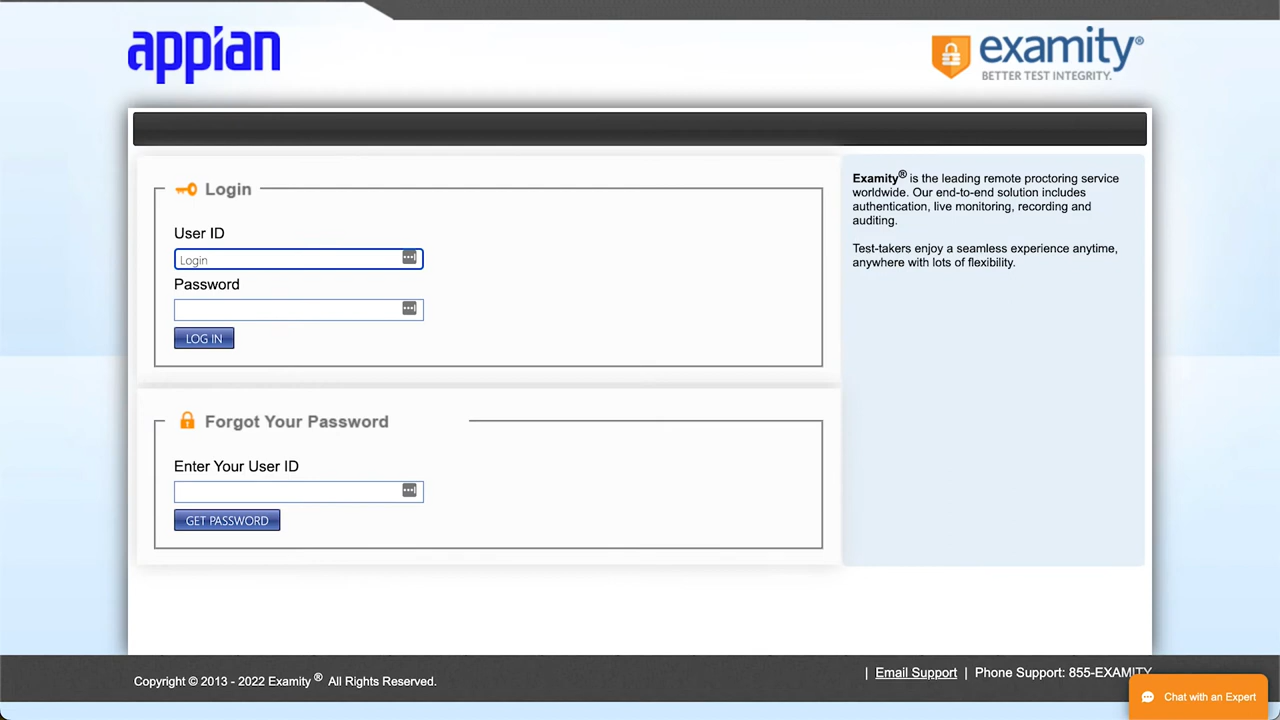 appian
examity®
BETTER TEST INTEGRITY.
Login
User ID
Login
Password
LOG IN
Forgot Your Password
Enter Your User ID
GET PASSWORD
Examity® is the leading remote proctoring service
worldwide. Our end-to-end solution includes
authentication, live monitoring, recording and
auditing.
Test-takers enjoy a seamless experience anytime,
anywhere with lots of flexibility.
Copyright © 2013 - 2022 Examity ® All Rights Reserved.
| Email Support | Phone Support: 855-EXAMITY
Chat with an Expert